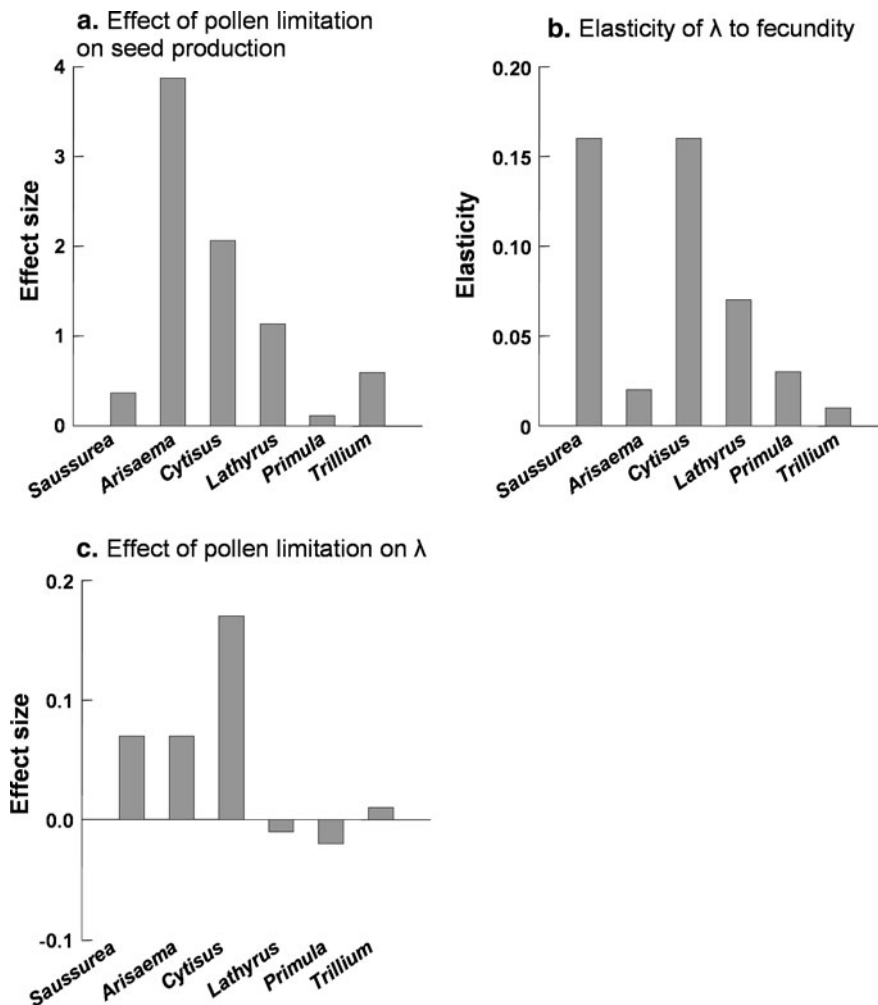 a. Effect of pollen limitation
on seed production
4
3
2
1
0
Effect size
Saussurea
Arisaema
Cytisus
Lathyrus
Primula
Trillium
b. Elasticity of λ to fecundity
0.20
0.15
0.10
0.05
0
Elasticity
Saussurea
Arisaema
Cytisus
Lathyrus
Primula
Trillium
c. Effect of pollen limitation on λ
0.2
0.1
0.0
-0.1
Effect size
Saussurea
Arisaema
Cytisus
Lathyrus
Primula
Trillium